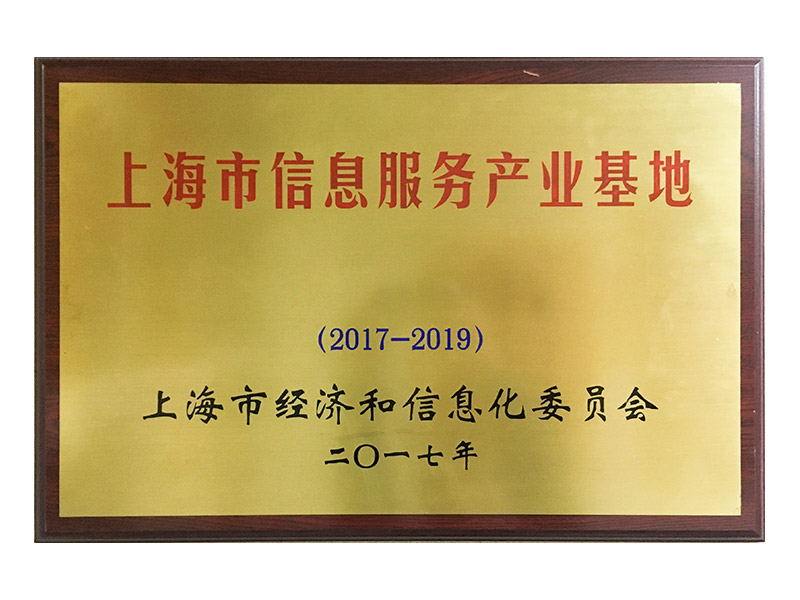 上海市信息服务产业基地
(2017-2019)
上海市经济和信息化委员会
二〇一七年